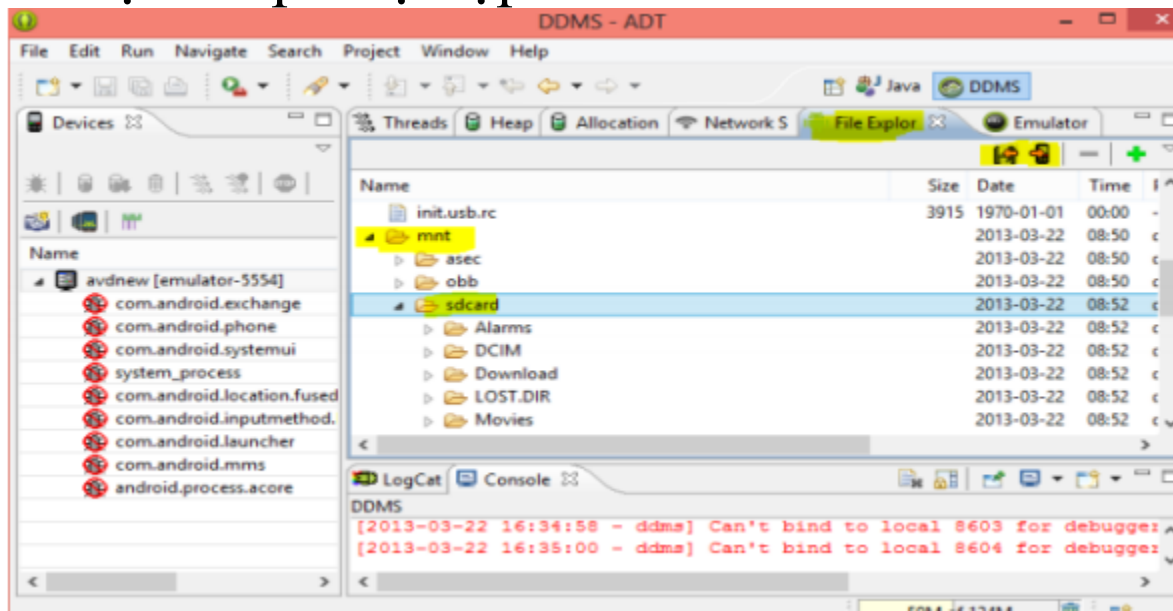 DDMS - ADT
File Edit Run Navigate Search Project Window Help
Java DDMS
Devices
Threads Heap Allocation Network S File Explor Emulator
Name Size Date Time
init.usb.rc 3915 1970-01-01 00:00
mnt 2013-03-22 08:50
asec 2013-03-22 08:50
obb 2013-03-22 08:50
sdcard 2013-03-22 08:52
Alarms 2013-03-22 08:52
DCIM 2013-03-22 08:52
Download 2013-03-22 08:52
LOST.DIR 2013-03-22 08:52
Movies 2013-03-22 08:52
Name
avdnew [emulator-5554]
com.android.exchange
com.android.phone
com.android.systemui
system_process
com.android.location.fused
com.android.inputmethod.
com.android.launcher
com.android.mms
android.process.acore
LogCat Console
DDMS
[2013-03-22 16:34:58 - ddms] Can't bind to local 8603 for debugger
[2013-03-22 16:35:00 - ddms] Can't bind to local 8604 for debugger